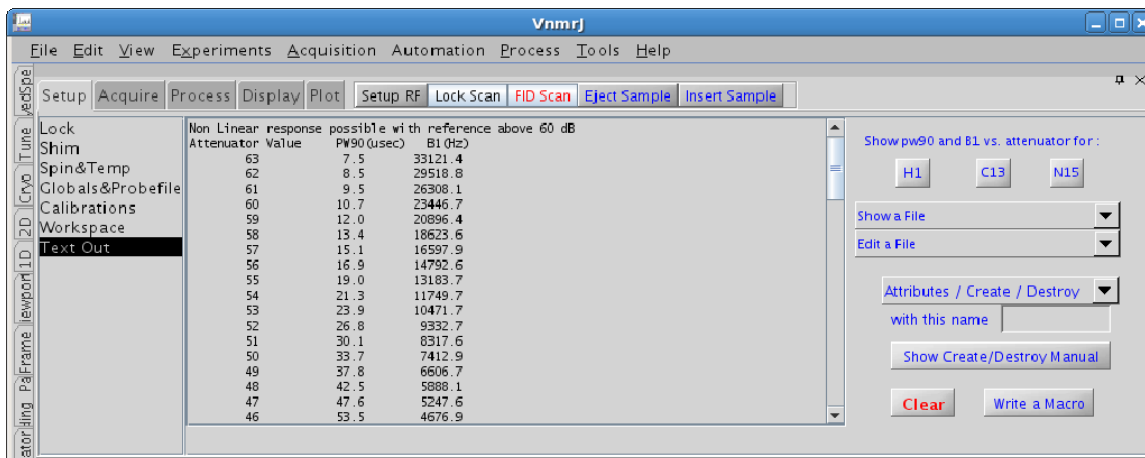 VnmrJ
File Edit View Experiments Acquisition Automation Process Tools Help
Setup Acquire Process Display Plot Setup RF Lock Scan FID Scan Eject Sample Insert Sample
Tune
Cryo
2D
1D
PaFrame
Lock
Shim
Spin&Temp
Globals&Probefile
Calibrations
Workspace
Text Out
Non Linear response possible with reference above 60 dB
Attenuator Value PW90(usec) B1(Hz)
63 7.5 33121.4
62 8.5 29518.8
61 9.5 26308.1
60 10.7 23446.7
59 12.0 20896.4
58 13.4 18623.6
57 15.1 16597.9
56 16.9 14792.6
55 19.0 13183.7
54 21.3 11749.7
53 23.9 10471.7
52 26.8 9332.7
51 30.1 8317.6
50 33.7 7412.9
49 37.8 6606.7
48 42.5 5888.1
47 47.6 5247.6
46 53.5 4676.9
Show pw90 and B1 vs. attenuator for :
H1 C13 N15
Show a File
Edit a File
Attributes / Create / Destroy
with this name
Show Create/Destroy Manual
Clear Write a Macro